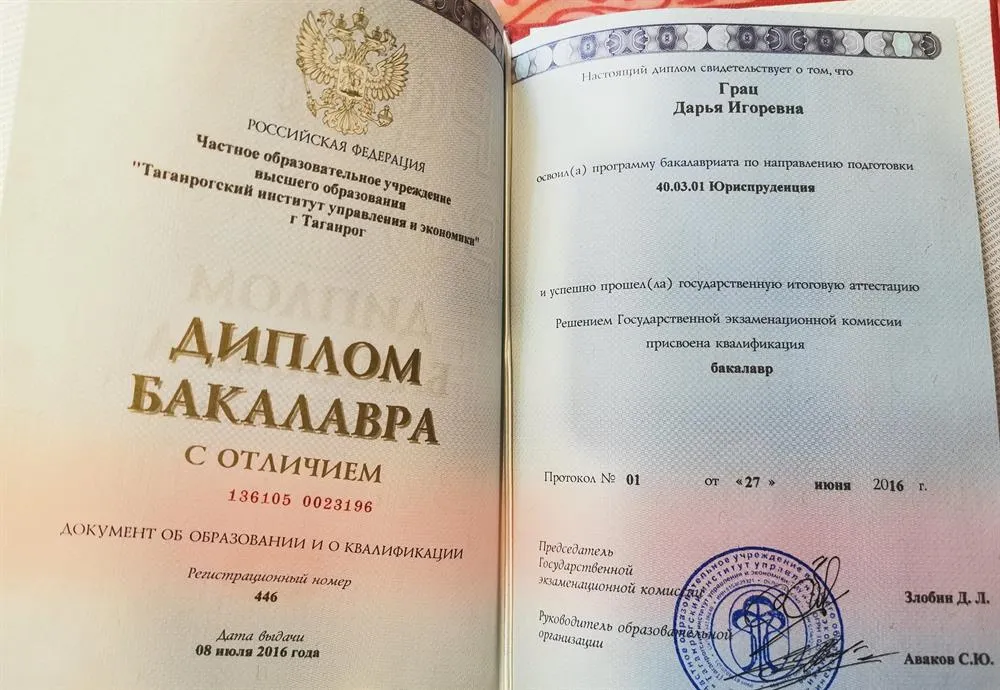 РОССИЙСКАЯ ФЕДЕРАЦИЯ
Частное образовательное учреждение
высшего образования
"Таганрогский институт управления и экономики"
г Таганрог
ДИПЛОМ
БАКАЛАВРА
С ОТЛИЧИЕМ
136105 0023196
ДОКУМЕНТ ОБ ОБРАЗОВАНИИ И О КВАЛИФИКАЦИИ
Регистрационный номер
446
Дата выдачи
08 июля 2016 года
Настоящий диплом свидетельствует о том, что
Грац
Дарья Игоревна
освоил(а) программу бакалавриата по направлению подготовки
40.03.01 Юриспруденция
и успешно прошел(ла) государственную итоговую аттестацию
Решением Государственной экзаменационной комиссии
присвоена квалификация
бакалавр
Протокол № 01 от «27 » июня 2016 г.
Председатель
Государственной
экзаменационной комиссии
Злобин Д. Л.
Руководитель образовательной
организации
Аваков С.Ю.